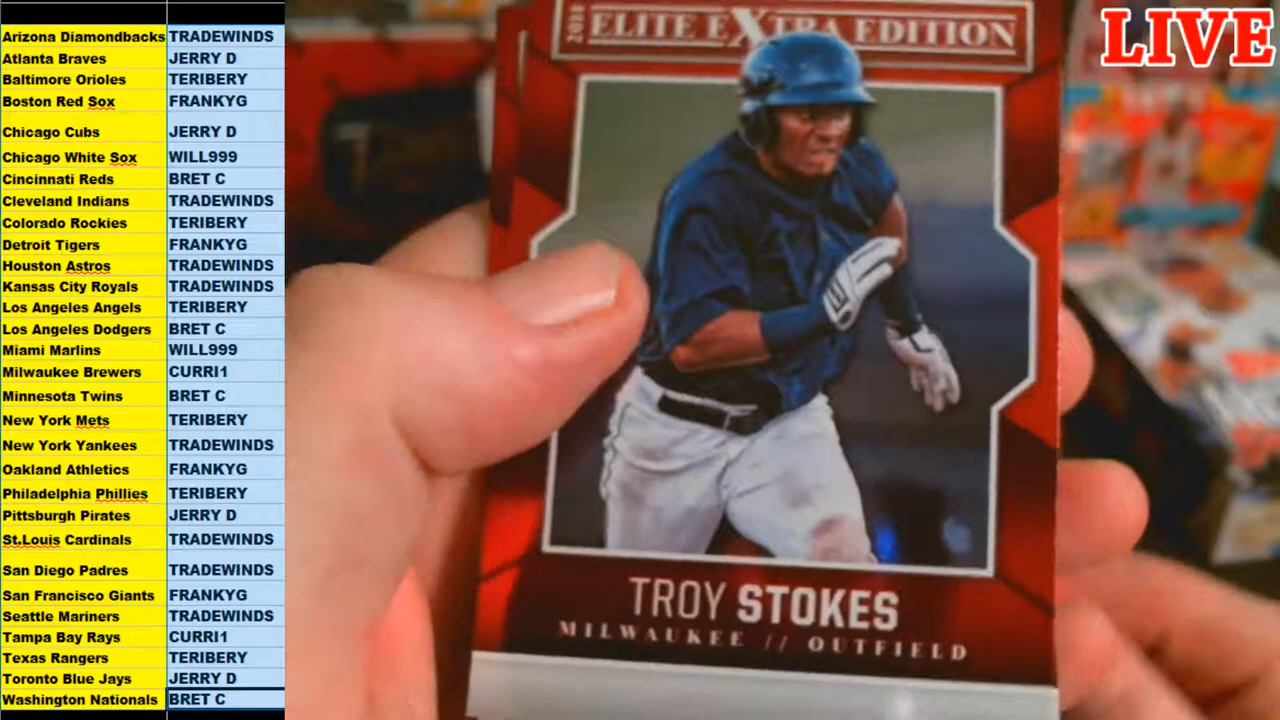 Arizona Diamondbacks TRADEWINDS
Atlanta Braves JERRY D
Baltimore Orioles TERIBERY
Boston Red Sox FRANKYG
Chicago Cubs JERRY D
Chicago White Sox WILL999
Cincinnati Reds BRET C
Cleveland Indians TRADEWINDS
Colorado Rockies TERIBERY
Detroit Tigers FRANKYG
Houston Astros TRADEWINDS
Kansas City Royals TRADEWINDS
Los Angeles Angels TERIBERY
Los Angeles Dodgers BRET C
Miami Marlins WILL999
Milwaukee Brewers CURRI1
Minnesota Twins BRET C
New York Mets TERIBERY
New York Yankees TRADEWINDS
Oakland Athletics FRANKYG
Philadelphia Phillies TERIBERY
Pittsburgh Pirates JERRY D
St.Louis Cardinals TRADEWINDS
San Diego Padres TRADEWINDS
San Francisco Giants FRANKYG
Seattle Mariners TRADEWINDS
Tampa Bay Rays CURRI1
Texas Rangers TERIBERY
Toronto Blue Jays JERRY D
Washington Nationals BRET C
2020 ELITE EXTRA EDITION
TROY STOKES
MILWAUKEE // OUTFIELD
LIVE